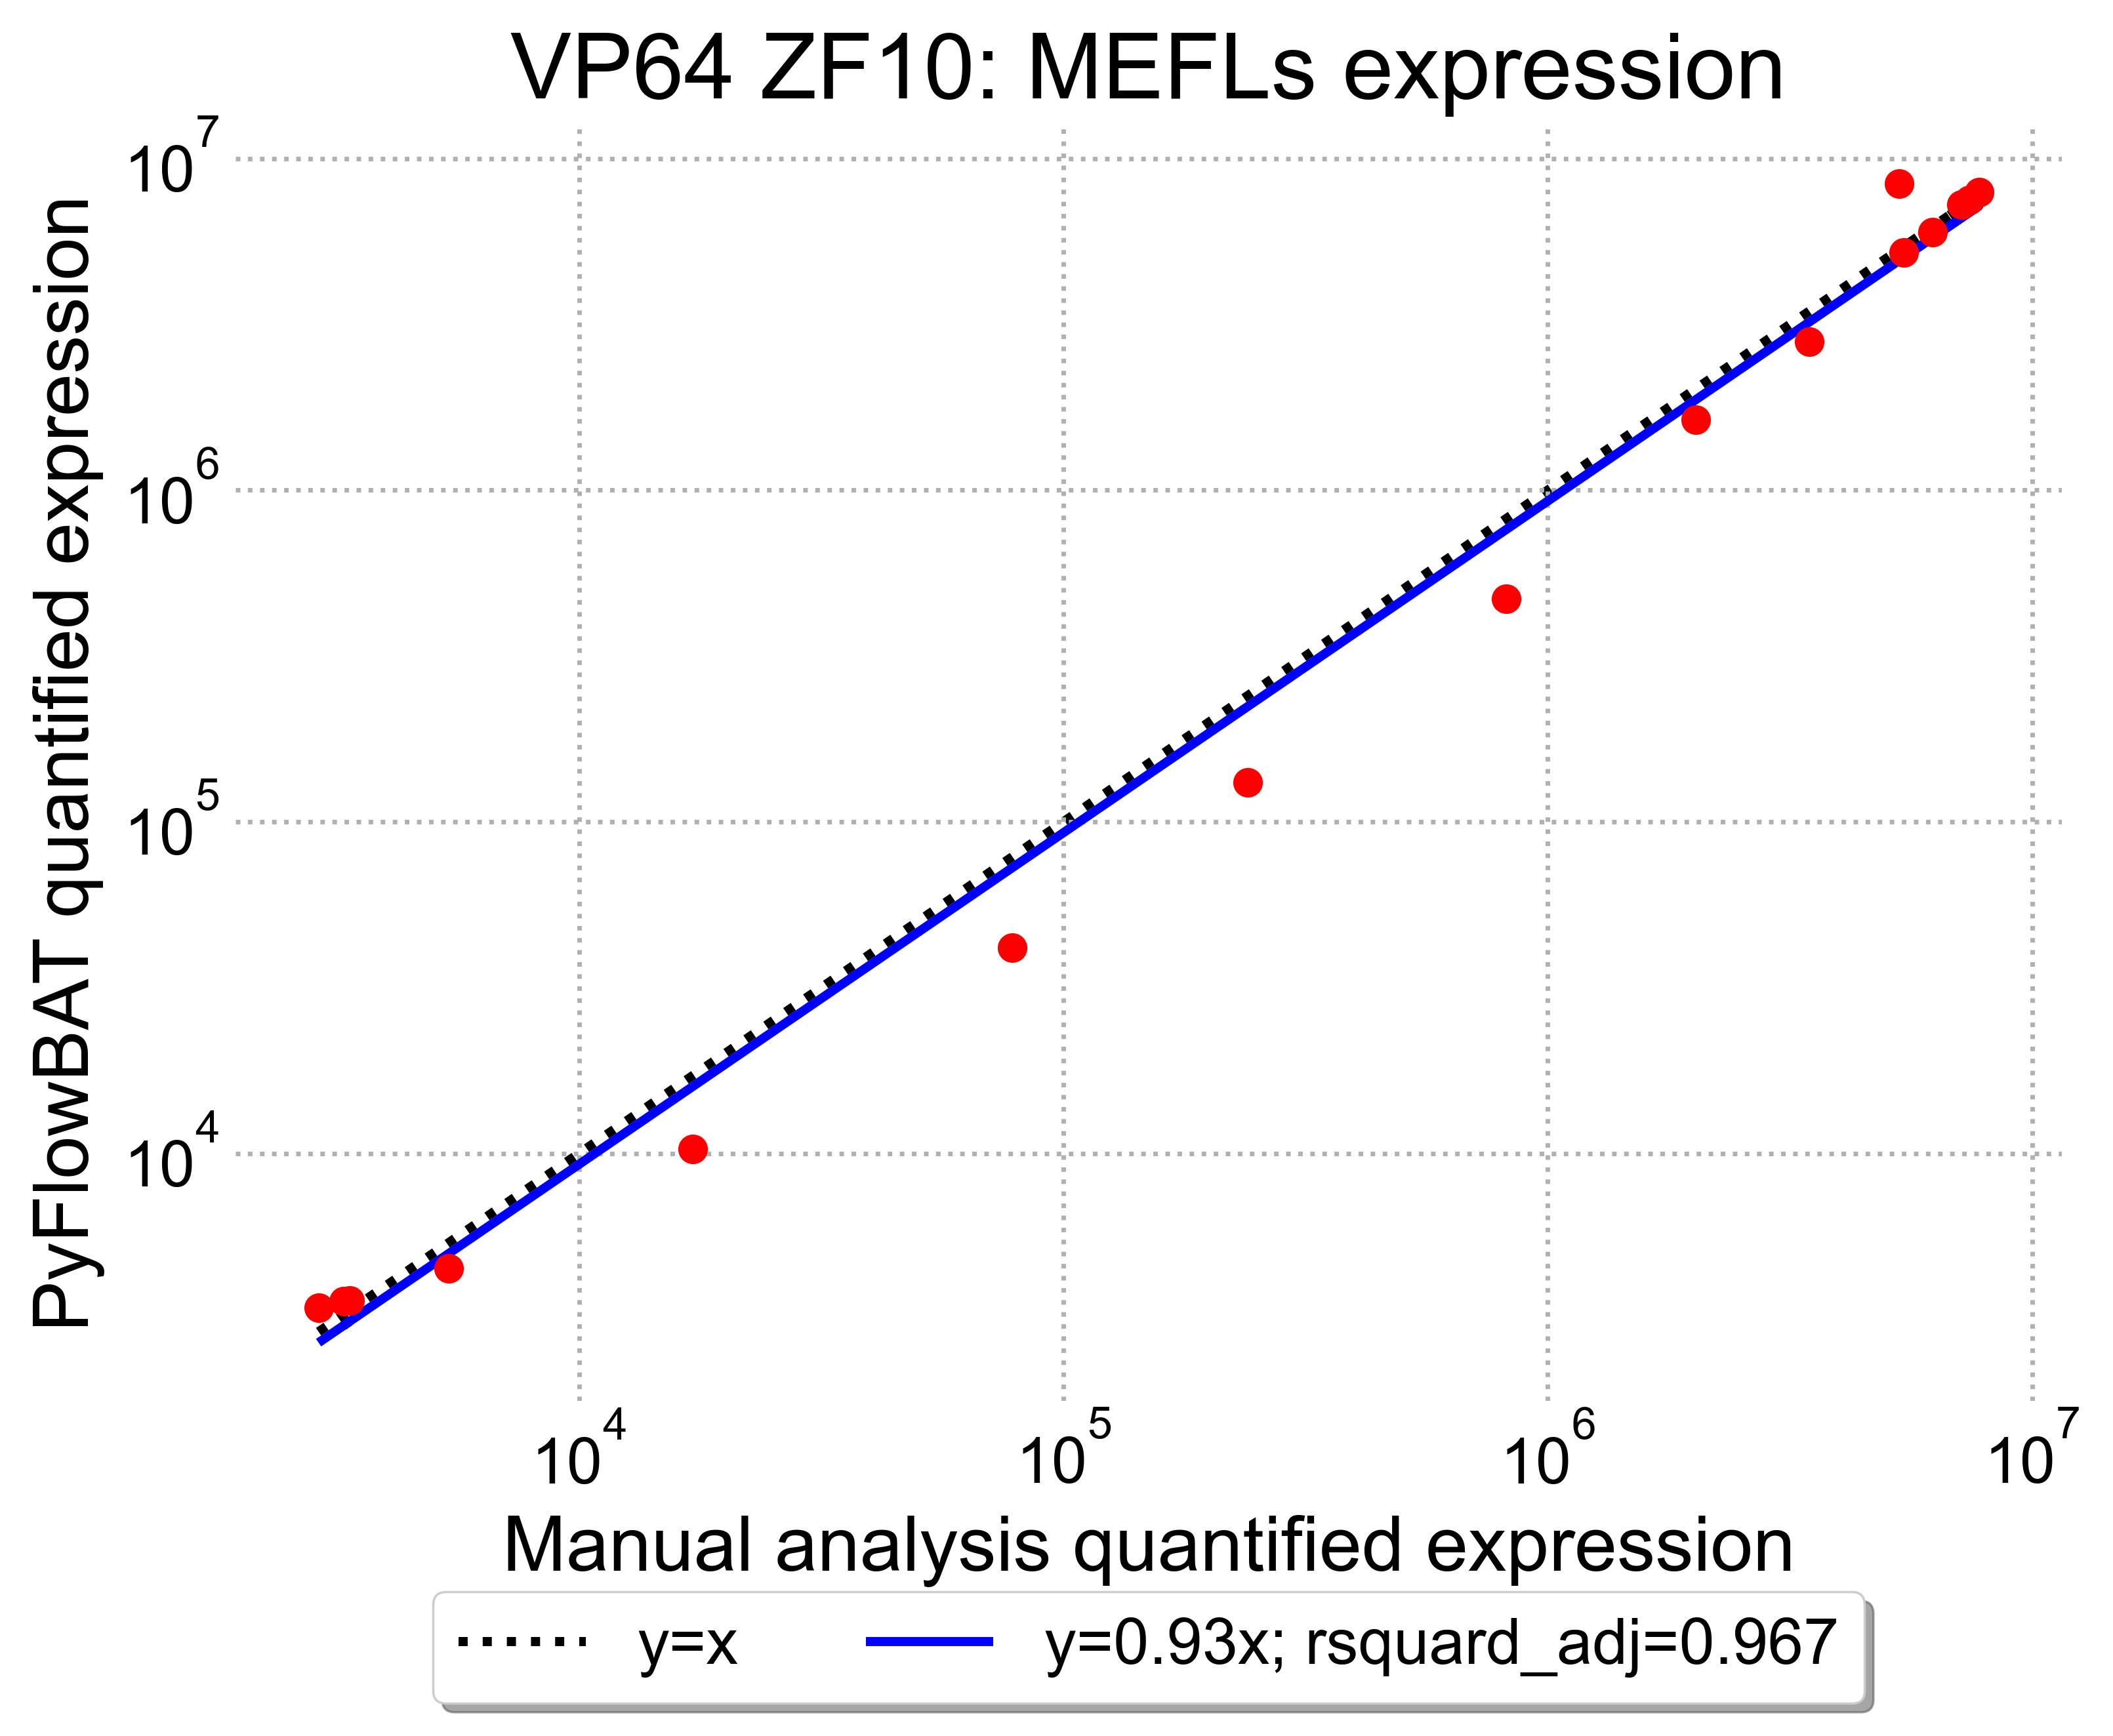 VP64 ZF10: MEFLs expression
PyFlowBAT quantified expression
10^7
10^6
10^5
10^4
10^4 10^5 10^6 10^7
Manual analysis quantified expression
y=x y=0.93x; rsquard_adj=0.967